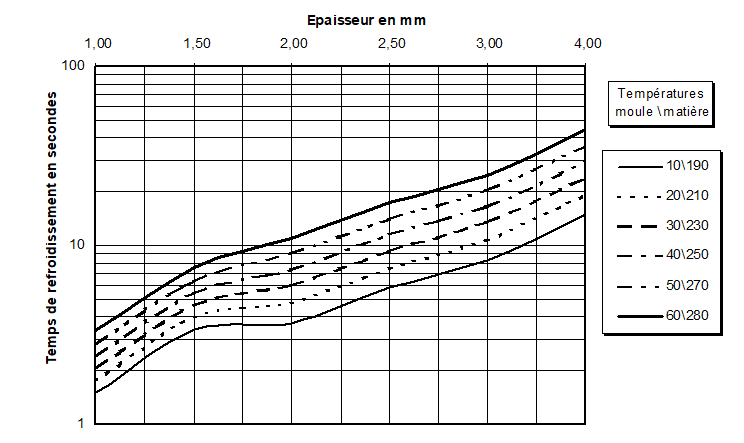 Epaisseur en mm
1,00 1,50 2,00 2,50 3,00 4,00
100
10
1
Temps de refroidissement en secondes
Températures
moule \ matière
10\190
20\210
30\230
40\250
50\270
60\280